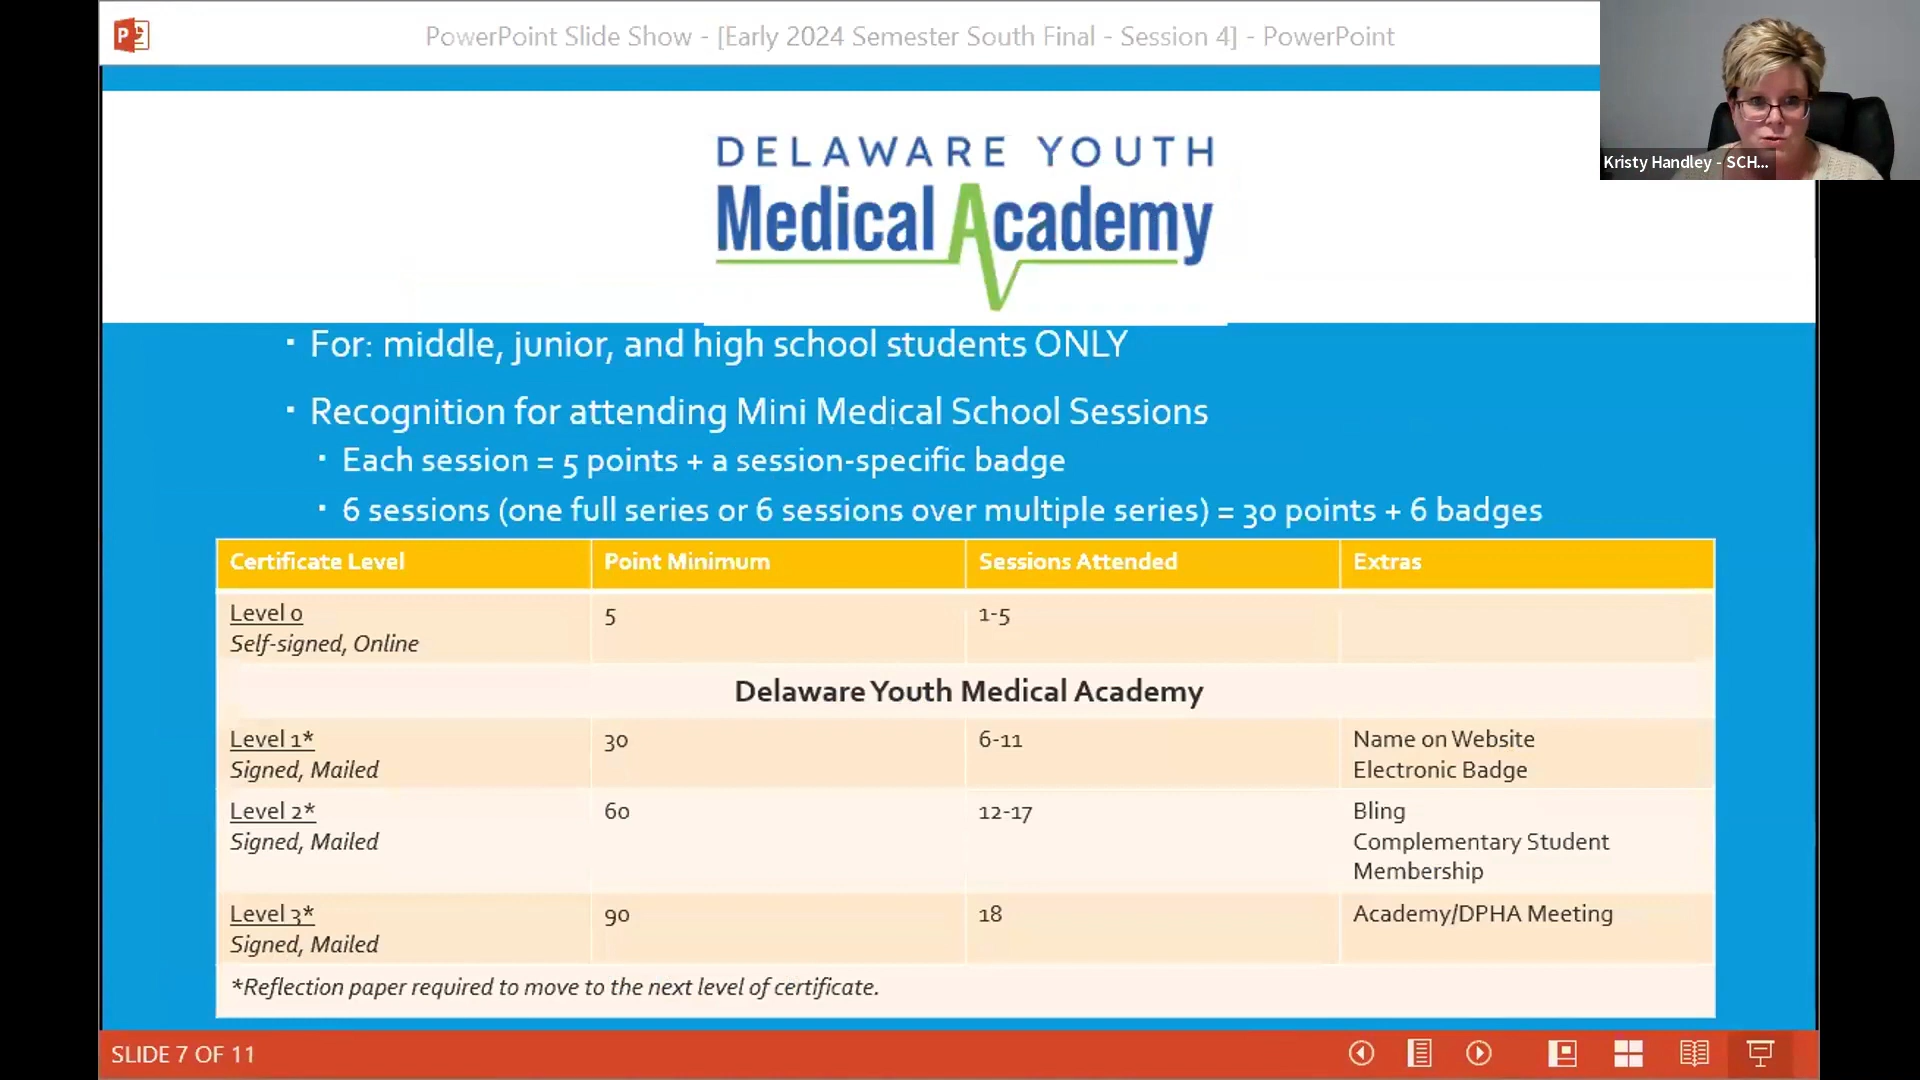 PowerPoint Slide Show - [Early 2024 Semester South Final - Session 4] - PowerPoint
Kristy Handley - SCH...
DELAWARE YOUTH
Medical Academy
▪ For: middle, junior, and high school students ONLY
▪ Recognition for attending Mini Medical School Sessions
▪ Each session = 5 points + a session-specific badge
▪ 6 sessions (one full series or 6 sessions over multiple series) = 30 points + 6 badges
Certificate Level Point Minimum Sessions Attended Extras
Level 0 5 1-5
Self-signed, Online
Delaware Youth Medical Academy
Level 1* 30 6-11 Name on Website
Signed, Mailed Electronic Badge
Level 2* 60 12-17 Bling
Signed, Mailed Complementary Student
Membership
Level 3* 90 18 Academy/DPHA Meeting
Signed, Mailed
*Reflection paper required to move to the next level of certificate.
SLIDE 7 OF 11